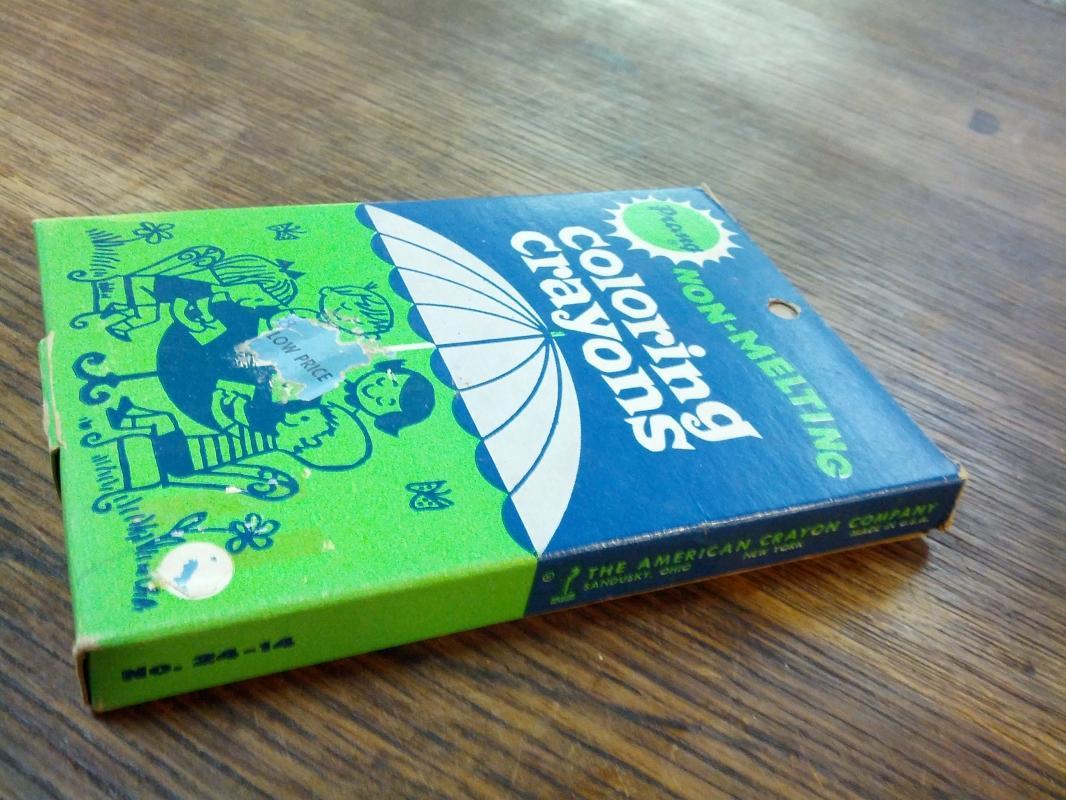 Prang
NON-MELTING
coloring
crayons
LOW PRICE
No. 24-14
®
THE AMERICAN CRAYON COMPANY
SANDUSKY, OHIO NEW YORK MADE IN U.S.A.